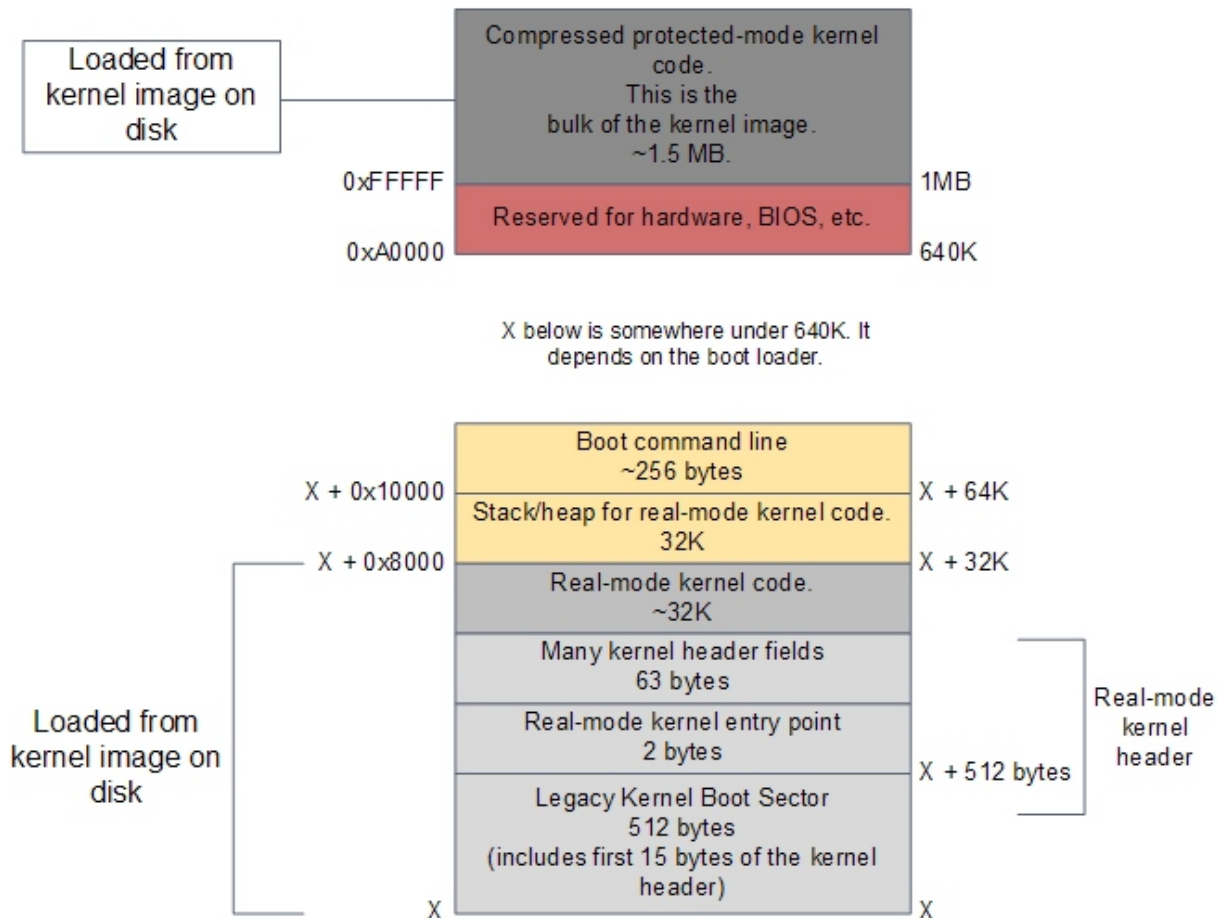 Loaded from
kernel image on
disk
Compressed protected-mode kernel
code.
This is the
bulk of the kernel image.
~1.5 MB.
0xFFFFF
1MB
Reserved for hardware, BIOS, etc.
0xA0000
640K
X below is somewhere under 640K. It
depends on the boot loader.
Boot command line
~256 bytes
X + 0x10000
X + 64K
Stack/heap for real-mode kernel code.
32K
X + 0x8000
X + 32K
Real-mode kernel code.
~32K
Many kernel header fields
63 bytes
Real-mode kernel entry point
2 bytes
Real-mode
kernel
header
Loaded from
kernel image on
disk
X + 512 bytes
Legacy Kernel Boot Sector
512 bytes
(includes first 15 bytes of the kernel
header)
X
X